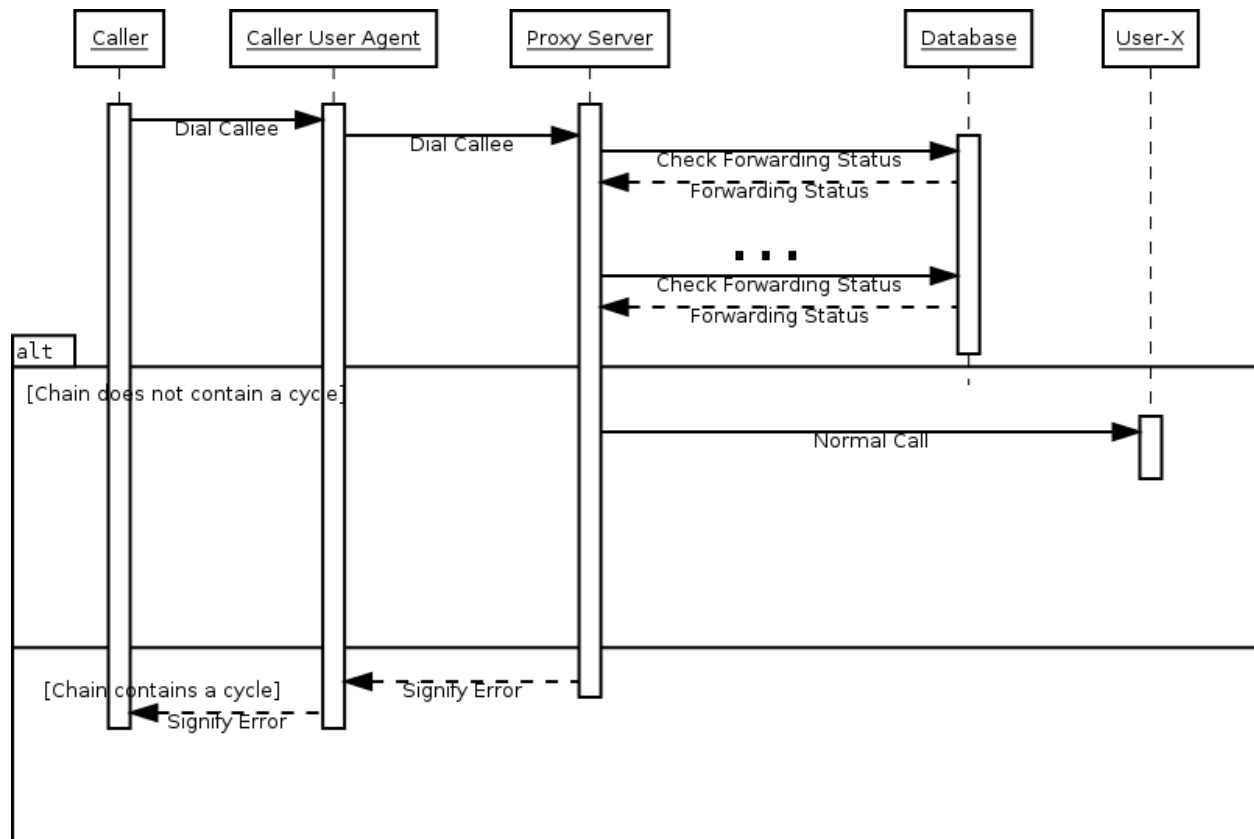 Caller
Caller User Agent
Proxy Server
Database
User-X
Dial Callee
Dial Callee
Check Forwarding Status
Forwarding Status
...
Check Forwarding Status
Forwarding Status
alt
[Chain does not contain a cycle]
Normal Call
[Chain contains a cycle]
Signify Error
Signify Error